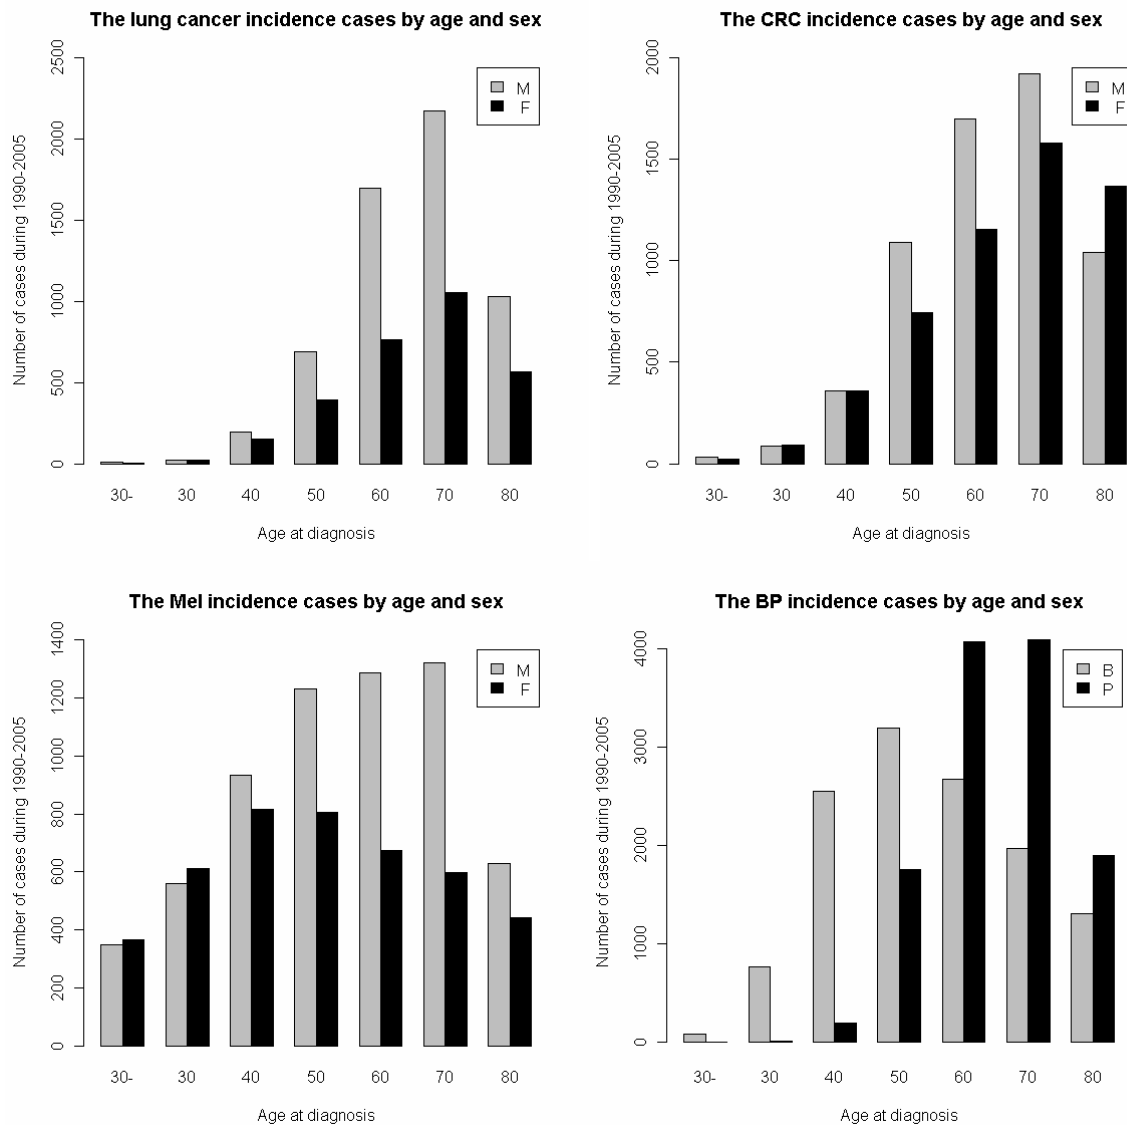 The lung cancer incidence cases by age and sex
Number of cases during 1990-2005
2500
2000
1500
1000
500
0
M
F
30- 30 40 50 60 70 80
Age at diagnosis
The CRC incidence cases by age and sex
Number of cases during 1990-2005
2000
1500
1000
500
0
M
F
30- 30 40 50 60 70 80
Age at diagnosis
The Mel incidence cases by age and sex
Number of cases during 1990-2005
1400
1200
1000
800
600
400
200
0
M
F
30- 30 40 50 60 70 80
Age at diagnosis
The BP incidence cases by age and sex
Number of cases during 1990-2005
4000
3000
2000
1000
0
B
P
30- 30 40 50 60 70 80
Age at diagnosis